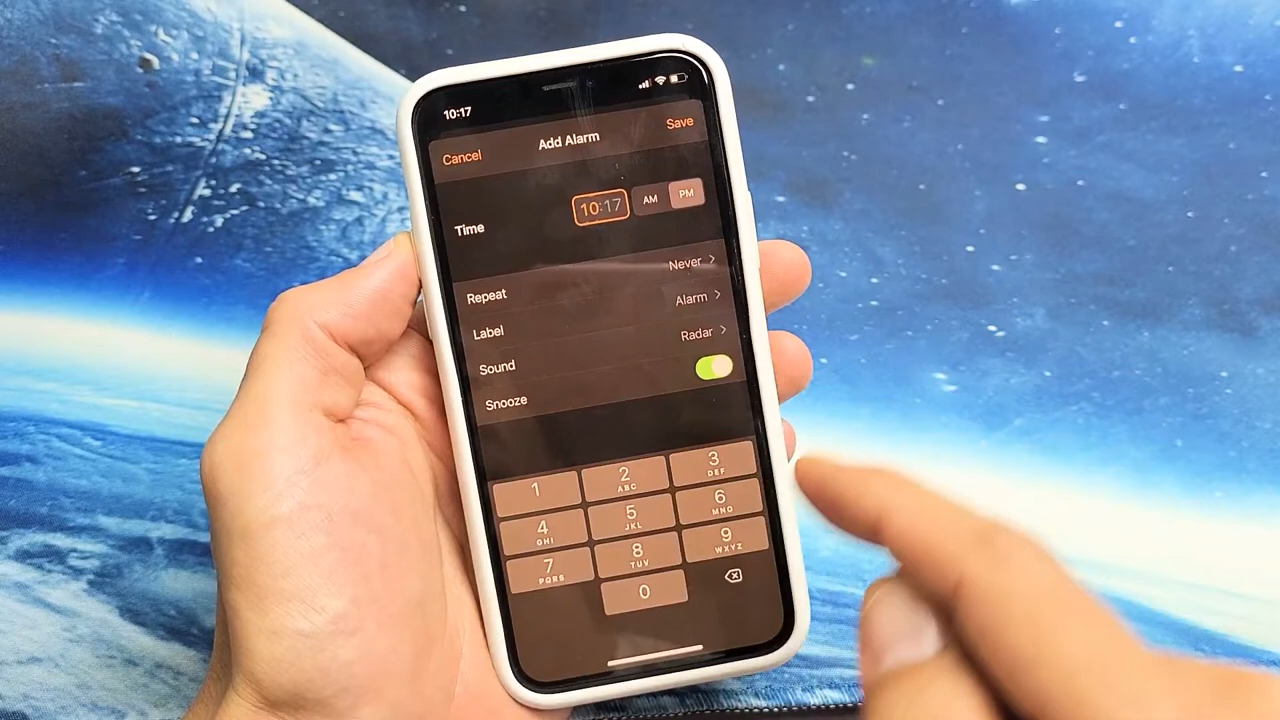 10:17
Cancel Add Alarm Save
Time 10:17 AM PM
Repeat Never >
Label Alarm >
Sound Radar >
Snooze
1 2 3
ABC DEF
4 5 6
GHI JKL MNO
7 8 9
PQRS TUV WXYZ
0